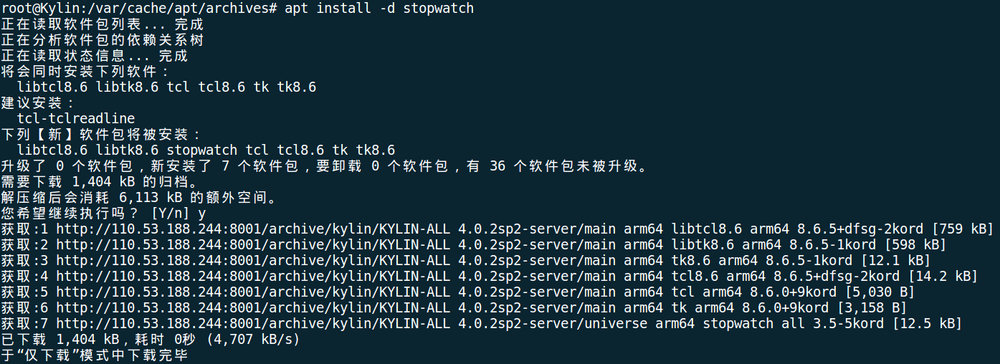 root@Kylin:/var/cache/apt/archives# apt install -d stopwatch
正在读取软件包列表... 完成
正在分析软件包的依赖关系树
正在读取状态信息... 完成
将会同时安装下列软件：
  libtcl8.6 libtk8.6 tcl tcl8.6 tk tk8.6
建议安装：
  tcl-tclreadline
下列【新】软件包将被安装：
  libtcl8.6 libtk8.6 stopwatch tcl tcl8.6 tk tk8.6
升级了 0 个软件包，新安装了 7 个软件包，要卸载 0 个软件包，有 36 个软件包未被升级。
需要下载 1,404 kB 的归档。
解压缩后会消耗 6,113 kB 的额外空间。
您希望继续执行吗？ [Y/n] y
获取:1 http://110.53.188.244:8001/archive/kylin/KYLIN-ALL 4.0.2sp2-server/main arm64 libtcl8.6 arm64 8.6.5+dfsg-2kord [759 kB]
获取:2 http://110.53.188.244:8001/archive/kylin/KYLIN-ALL 4.0.2sp2-server/main arm64 libtk8.6 arm64 8.6.5-1kord [598 kB]
获取:3 http://110.53.188.244:8001/archive/kylin/KYLIN-ALL 4.0.2sp2-server/main arm64 tk8.6 arm64 8.6.5-1kord [12.1 kB]
获取:4 http://110.53.188.244:8001/archive/kylin/KYLIN-ALL 4.0.2sp2-server/main arm64 tcl8.6 arm64 8.6.5+dfsg-2kord [14.2 kB]
获取:5 http://110.53.188.244:8001/archive/kylin/KYLIN-ALL 4.0.2sp2-server/main arm64 tcl arm64 8.6.0+9kord [5,030 B]
获取:6 http://110.53.188.244:8001/archive/kylin/KYLIN-ALL 4.0.2sp2-server/main arm64 tk arm64 8.6.0+9kord [3,158 B]
获取:7 http://110.53.188.244:8001/archive/kylin/KYLIN-ALL 4.0.2sp2-server/universe arm64 stopwatch all 3.5-5kord [12.5 kB]
已下载 1,404 kB，耗时 0秒 (4,707 kB/s)
于“仅下载”模式中下载完毕